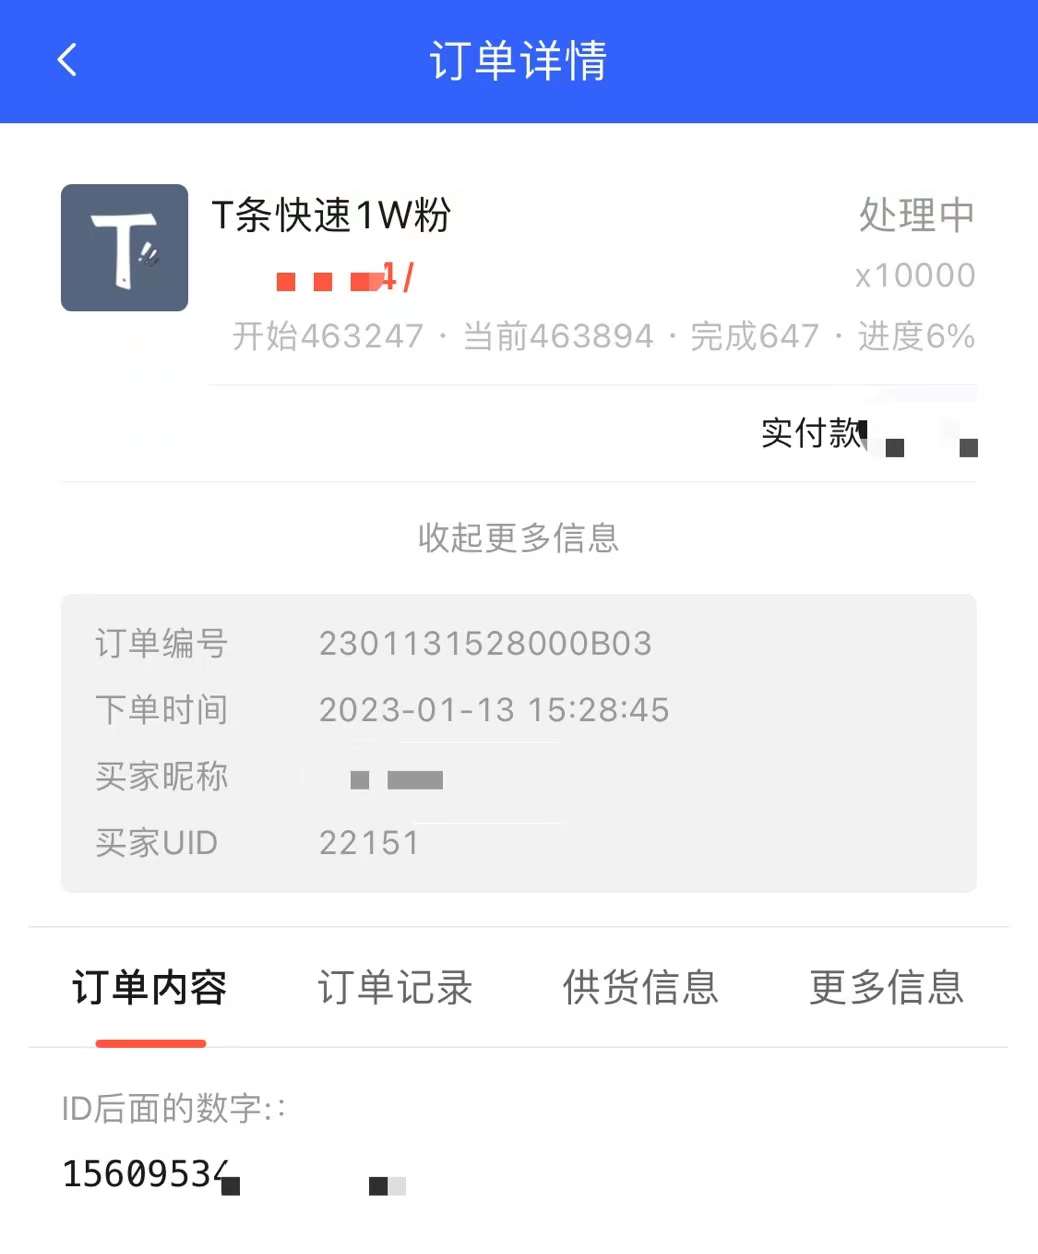 订单详情
T
T条快速1W粉
处理中
4/
x10000
开始463247 · 当前463894 · 完成647 · 进度6%
实付款
收起更多信息
订单编号 2301131528000B03
下单时间 2023-01-13 15:28:45
买家昵称
买家UID 22151
订单内容 订单记录 供货信息 更多信息
ID后面的数字::
15609534